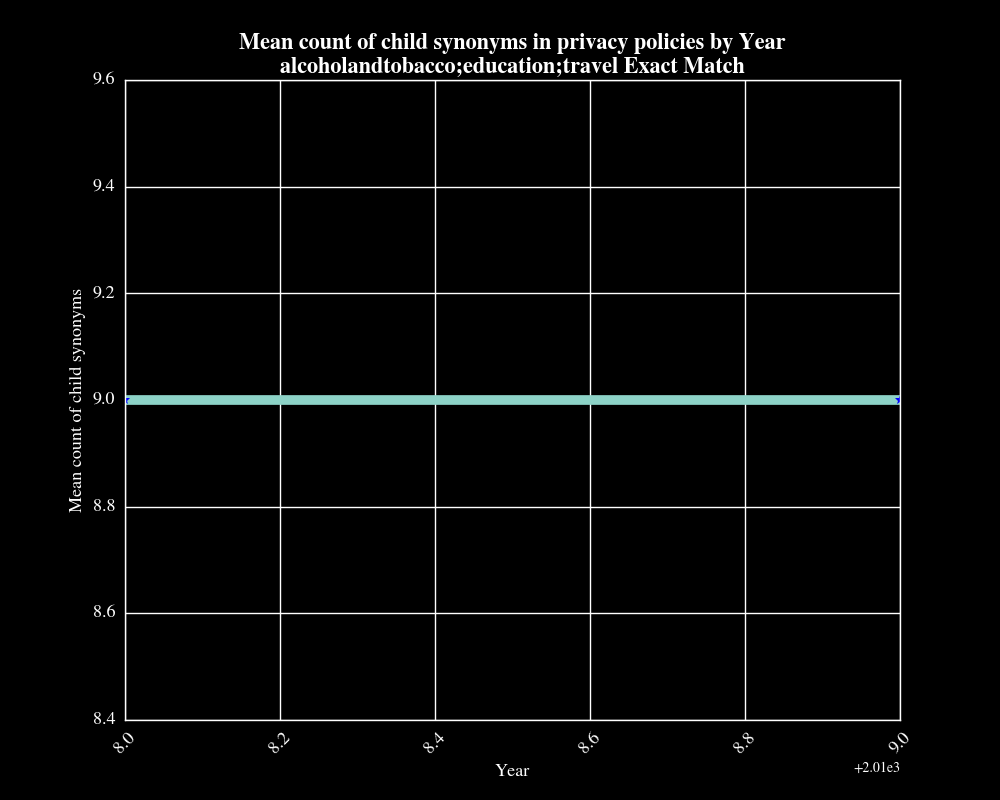 Mean count of child synonyms in privacy policies by Year
alcoholandtobacco;education;travel Exact Match
9.6
9.4
9.2
9.0
8.8
8.6
8.4
Mean count of child synonyms
8.0 8.2 8.4 8.6 8.8 9.0
Year
+2.01e3